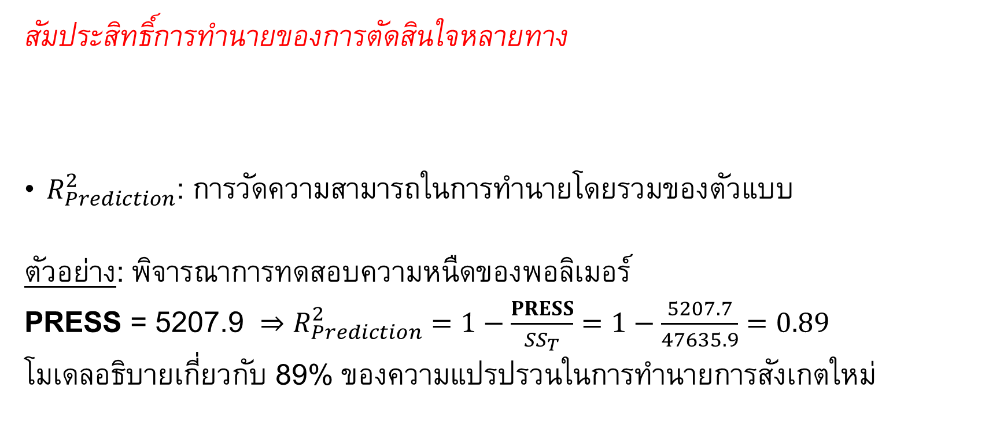 สัมประสิทธิ์การทำนายของการตัดสินใจหลายทาง
• R²Prediction: การวัดความสามารถในการทำนายโดยรวมของตัวแบบ
ตัวอย่าง: พิจารณาการทดสอบความหนืดของพอลิเมอร์
PRESS = 5207.9 ⇒ R²Prediction = 1 − PRESS/SST = 1 − 5207.7/47635.9 = 0.89
โมเดลอธิบายเกี่ยวกับ 89% ของความแปรปรวนในการทำนายการสังเกตใหม่